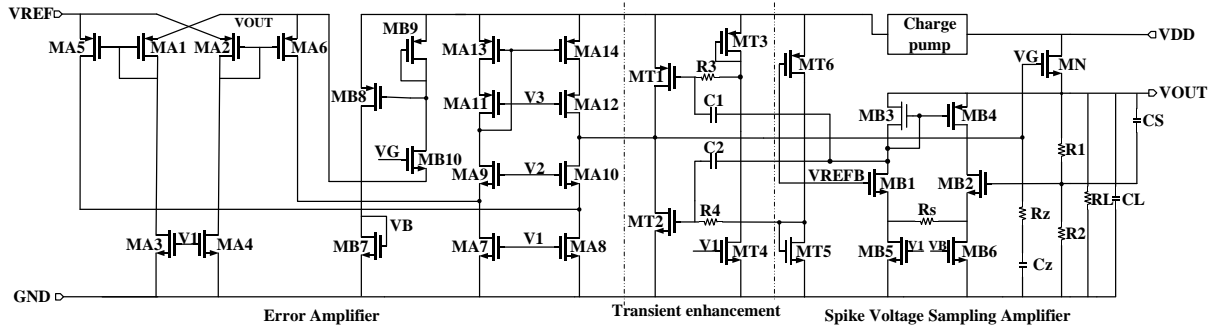 VREF
VOUT
MA5
MA1
MA2
MA6
MB9
MA13
MA14
MT3
MT6
Charge
pump
VDD
MB8
MT1
R3
VG
MN
VOUT
MA11
V3
MA12
C1
MB3
MB4
CS
VG
MB10
C2
R1
MA9
V2
MA10
VREFB
MB1
MB2
RL
CL
MA3
V1
MA4
VB
MB7
MA7
V1
MA8
MT2
R4
V1
MT4
MT5
Rs
MB5
V1
VB
MB6
Rz
R2
Cz
GND
Error Amplifier
Transient enhancement
Spike Voltage Sampling Amplifier